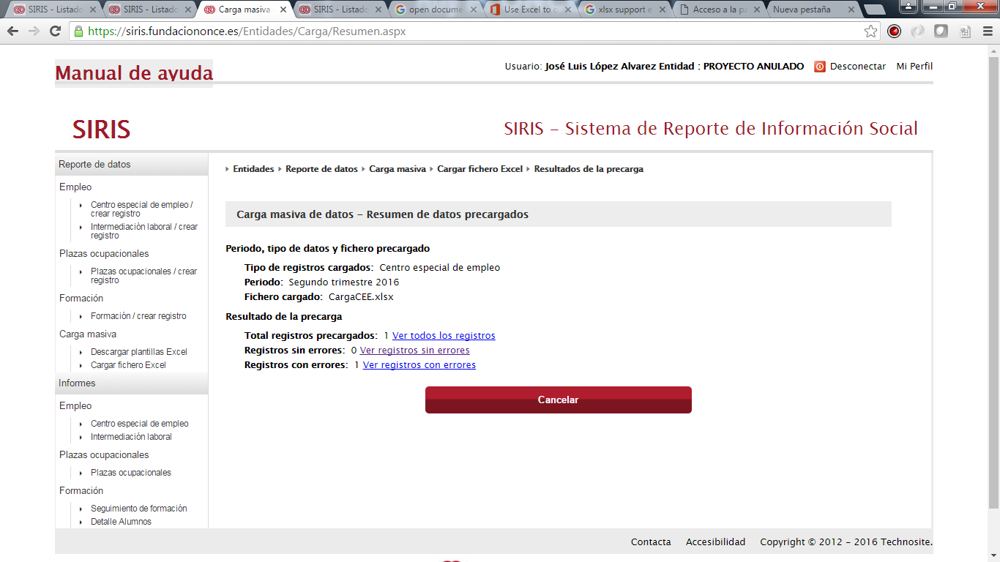 SIRIS - Listado
SIRIS - Listado
Carga masiva
SIRIS - Listado
open docume
Use Excel to c
xlsx support e
Acceso a la p
Nueva pestaña
https://siris.fundaciononce.es/Entidades/Carga/Resumen.aspx
Manual de ayuda
Usuario: José Luis López Alvarez Entidad : PROYECTO ANULADO Desconectar Mi Perfil
SIRIS
SIRIS - Sistema de Reporte de Información Social
Reporte de datos
Empleo
Centro especial de empleo /
crear registro
Intermediación laboral / crear
registro
Plazas ocupacionales
Plazas ocupacionales / crear
registro
Formación
Formación / crear registro
Carga masiva
Descargar plantillas Excel
Cargar fichero Excel
Informes
Empleo
Centro especial de empleo
Intermediación laboral
Plazas ocupacionales
Plazas ocupacionales
Formación
Seguimiento de formación
Detalle Alumnos
Entidades Reporte de datos Carga masiva Cargar fichero Excel Resultados de la precarga
Carga masiva de datos - Resumen de datos precargados
Periodo, tipo de datos y fichero precargado
Tipo de registros cargados: Centro especial de empleo
Periodo: Segundo trimestre 2016
Fichero cargado: CargaCEE.xlsx
Resultado de la precarga
Total registros precargados: 1 Ver todos los registros
Registros sin errores: 0 Ver registros sin errores
Registros con errores: 1 Ver registros con errores
Cancelar
Contacta Accesibilidad Copyright © 2012 - 2016 Technosite.